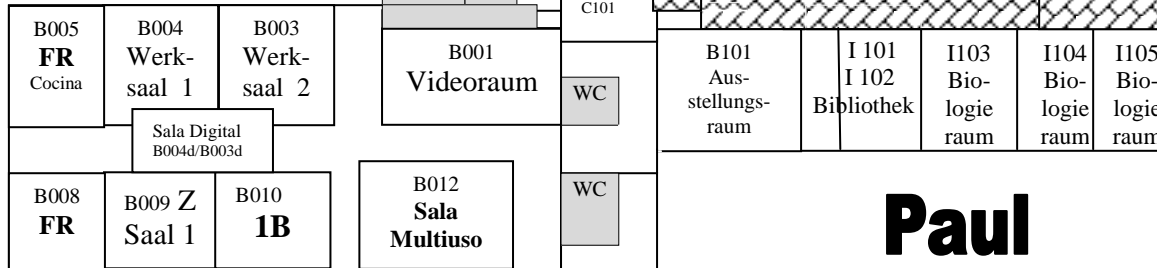 C101
B005
FR
Cocina
B004
Werk-
saal 1
B003
Werk-
saal 2
B001
Videoraum
WC
B101
Aus-
stellungs-
raum
I 101
I 102
Bibliothek
I103
Bio-
logie
raum
I104
Bio-
logie
raum
I105
Bio-
logie
raum
Sala Digital
B004d/B003d
B008
FR
B009 Z
Saal 1
B010
1B
B012
Sala
Multiuso
WC
Paul